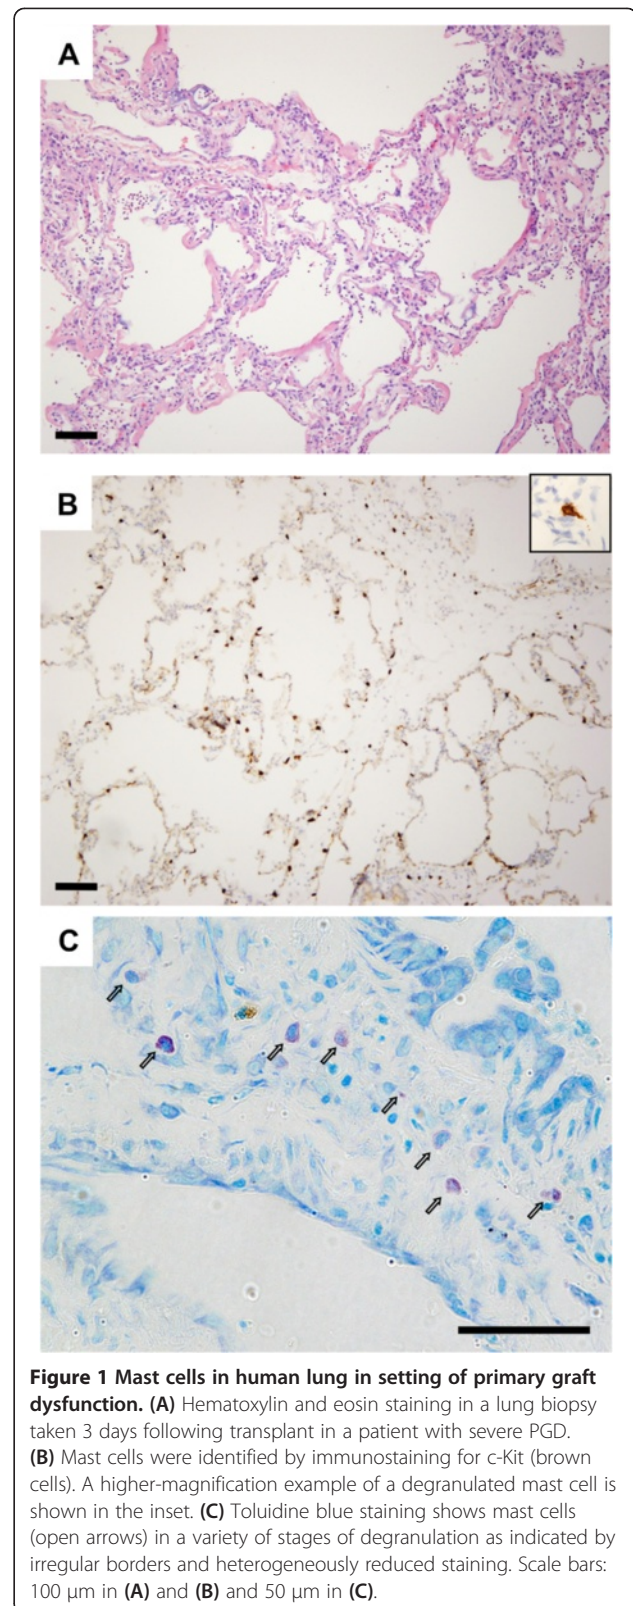 A
B
C
Figure 1 Mast cells in human lung in setting of primary graft
dysfunction. (A) Hematoxylin and eosin staining in a lung biopsy
taken 3 days following transplant in a patient with severe PGD.
(B) Mast cells were identified by immunostaining for c-Kit (brown
cells). A higher-magnification example of a degranulated mast cell is
shown in the inset. (C) Toluidine blue staining shows mast cells
(open arrows) in a variety of stages of degranulation as indicated by
irregular borders and heterogeneously reduced staining. Scale bars:
100 μm in (A) and (B) and 50 μm in (C).